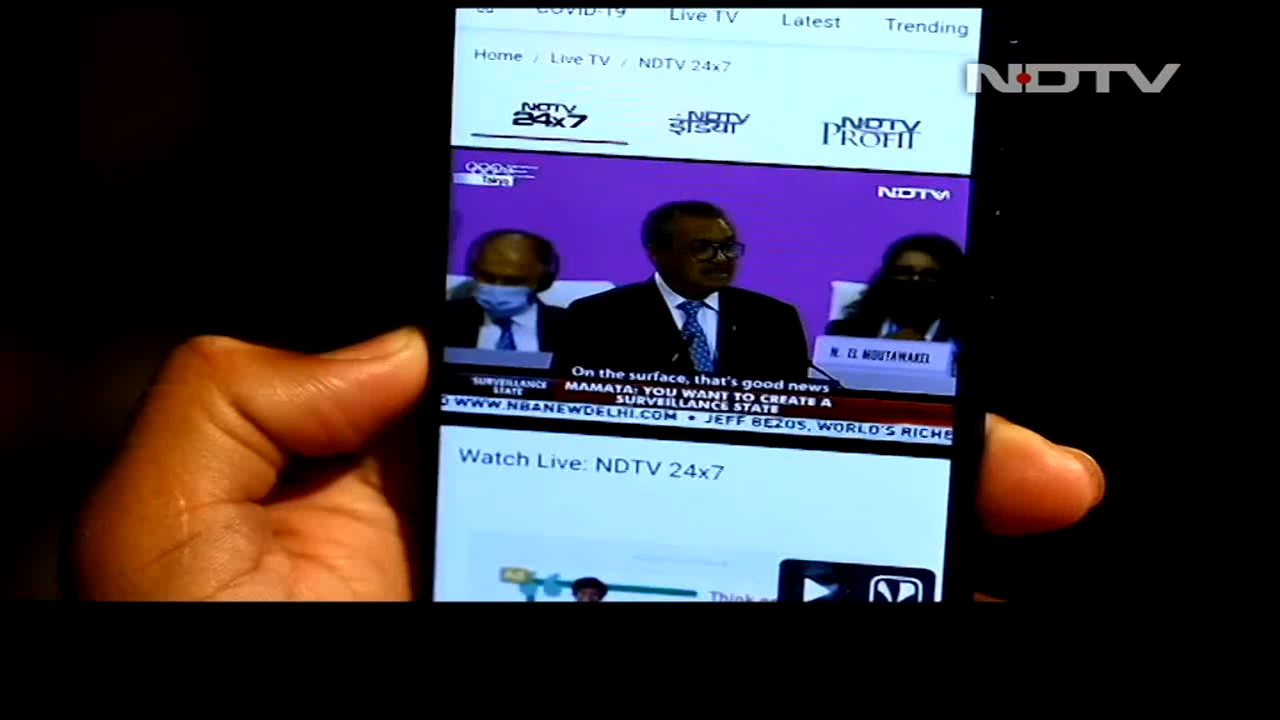 COVID-19 Live TV Latest Trending
Home / Live TV / NDTV 24x7
NDTV
NDTV
24x7
NDTV
इंडिया
NDTV
PROFIT
NDTV
N. EL MOUTAWAKEL
On the surface, that's good news
SURVEILLANCE
STATE
MAMATA: YOU WANT TO CREATE A
SURVEILLANCE STATE
WWW.NBANEWDELHI.COM • JEFF BEZOS, WORLD'S RICHE
Watch Live: NDTV 24x7
Ad
Think